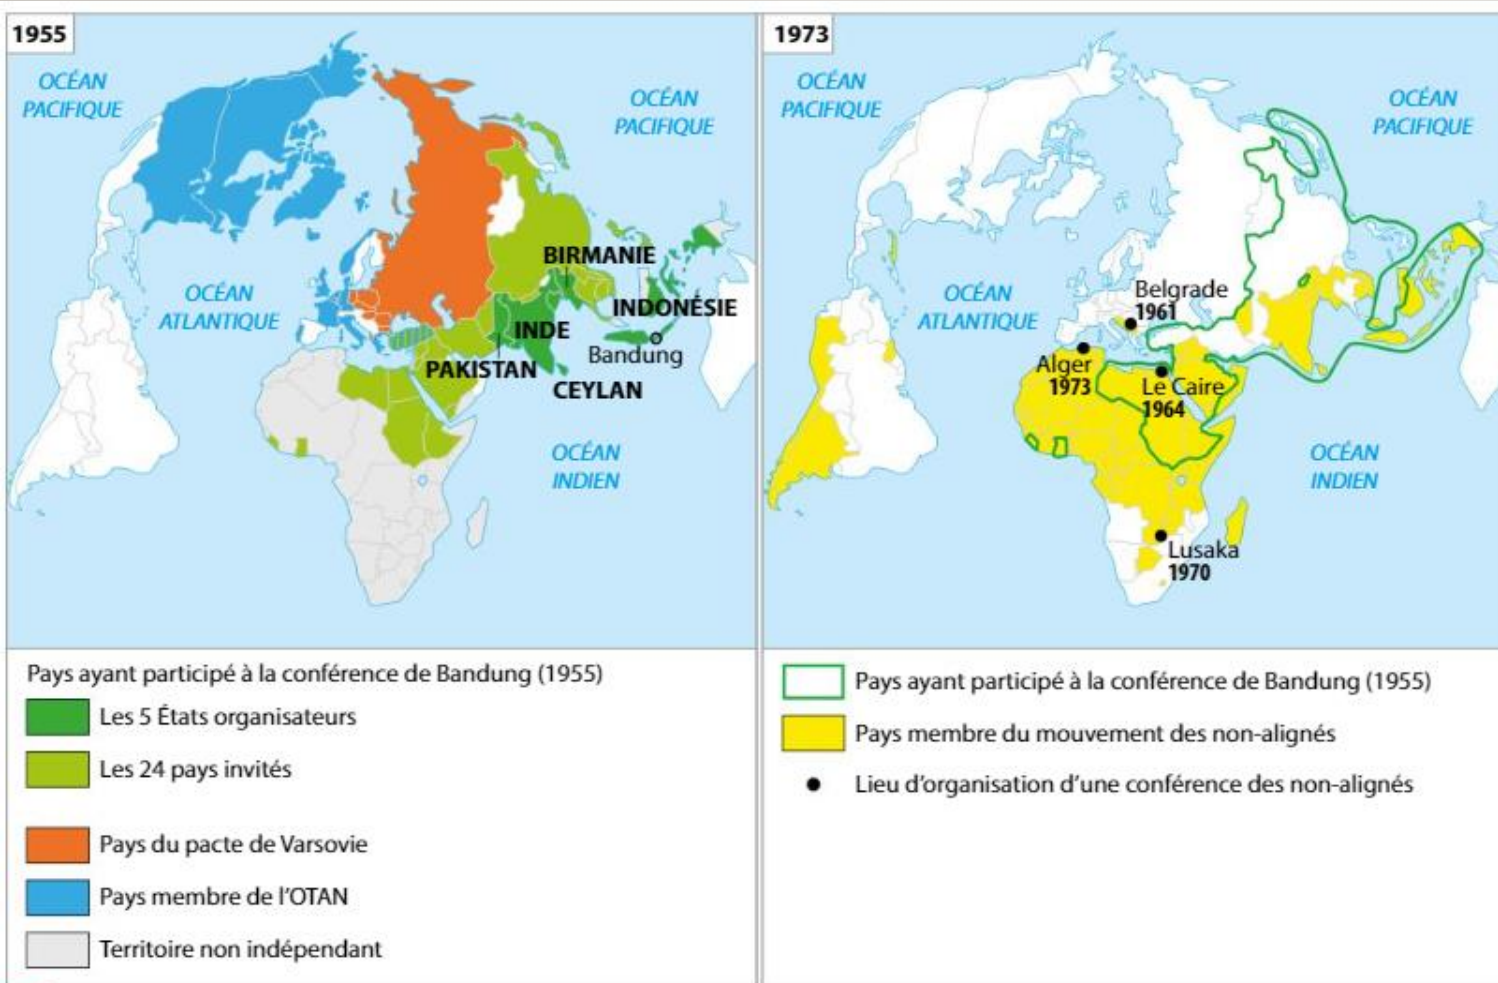 1955
OCÉAN
PACIFIQUE
OCÉAN
PACIFIQUE
OCÉAN
ATLANTIQUE
BIRMANIE
INDONÉSIE
INDE
Bandung
PAKISTAN
CEYLAN
OCÉAN
INDIEN
Pays ayant participé à la conférence de Bandung (1955)
Les 5 États organisateurs
Les 24 pays invités
Pays du pacte de Varsovie
Pays membre de l'OTAN
Territoire non indépendant
1973
OCÉAN
PACIFIQUE
OCÉAN
PACIFIQUE
OCÉAN
ATLANTIQUE
Belgrade
1961
Alger
1973
Le Caire
1964
OCÉAN
INDIEN
Lusaka
1970
Pays ayant participé à la conférence de Bandung (1955)
Pays membre du mouvement des non-alignés
Lieu d'organisation d'une conférence des non-alignés